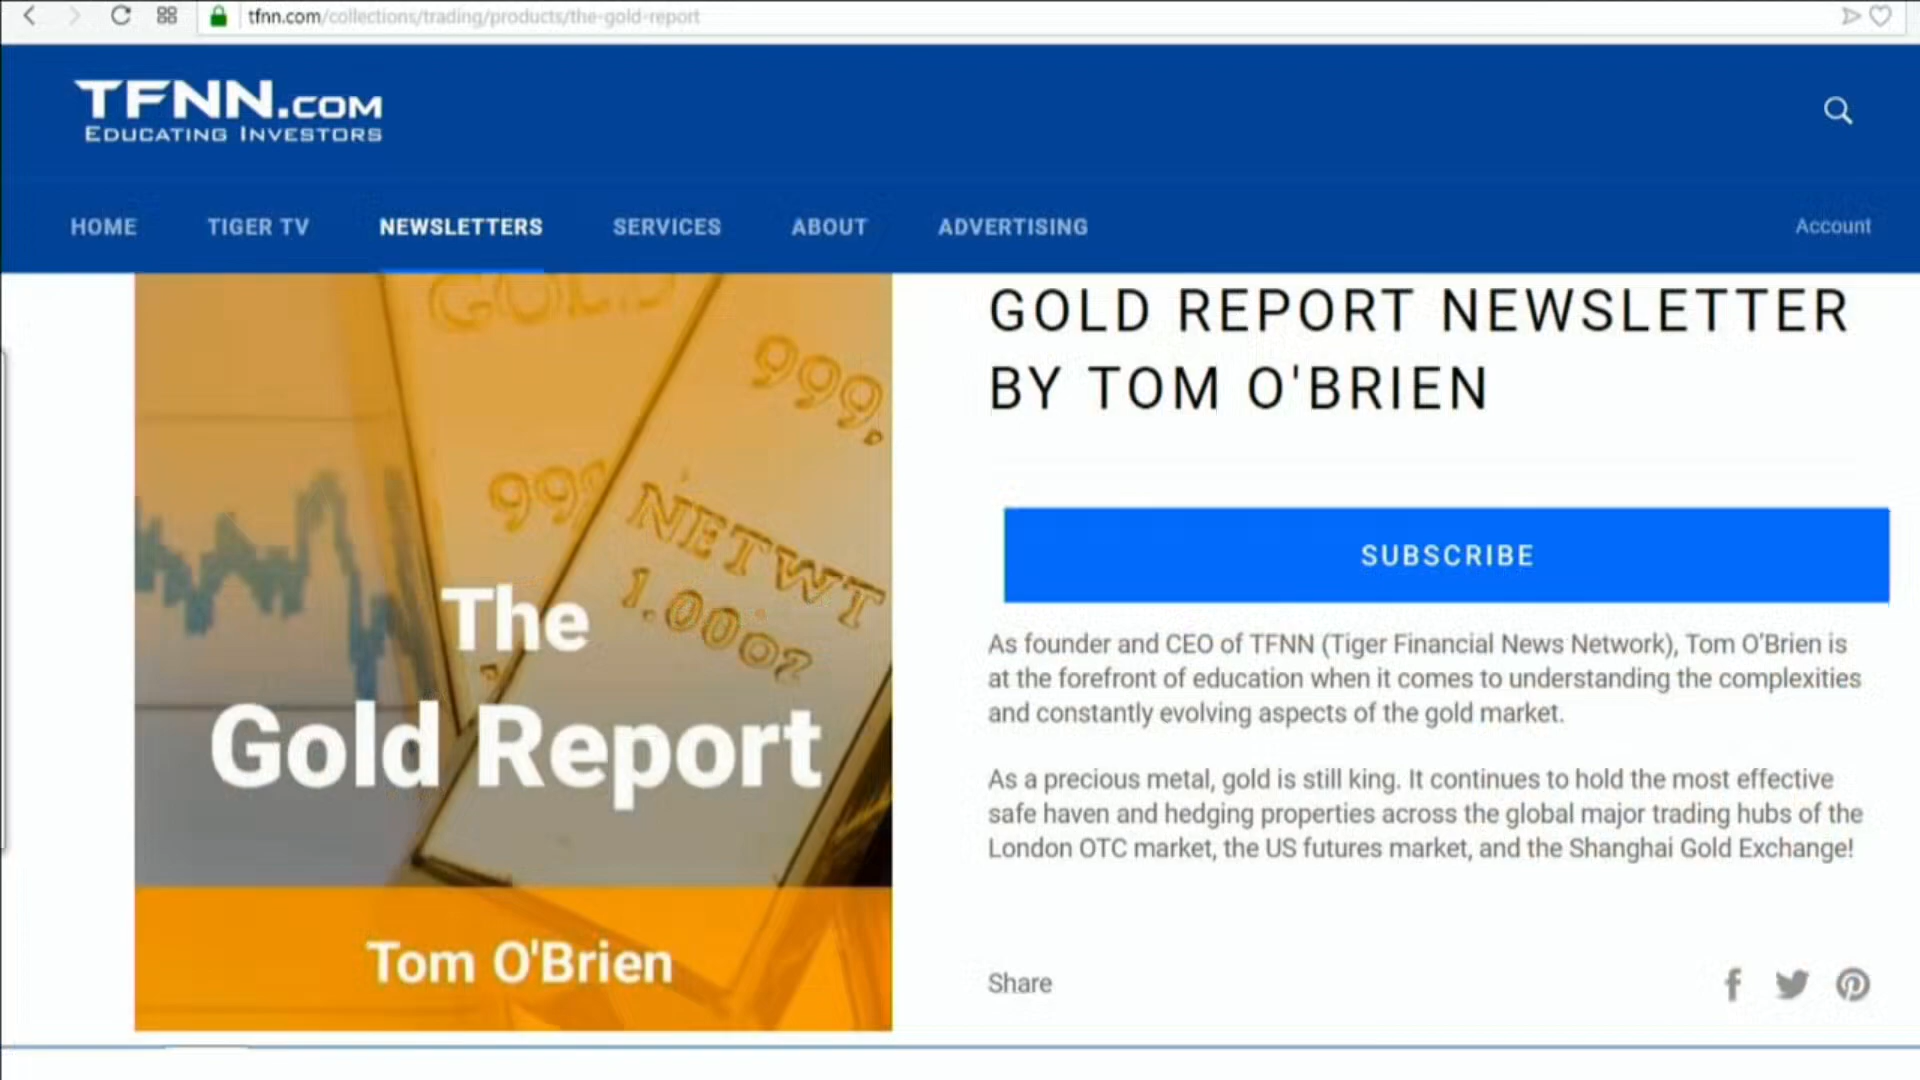 tfnn.com/collections/trading/products/the-gold-report
TFNN.COM
EDUCATING INVESTORS
HOME
TIGER TV
NEWSLETTERS
SERVICES
ABOUT
ADVERTISING
Account
GOLD
999.
999
NETWT
1.00OZ
The
Gold Report
Tom O'Brien
GOLD REPORT NEWSLETTER
BY TOM O'BRIEN
SUBSCRIBE
As founder and CEO of TFNN (Tiger Financial News Network), Tom O'Brien is
at the forefront of education when it comes to understanding the complexities
and constantly evolving aspects of the gold market.
As a precious metal, gold is still king. It continues to hold the most effective
safe haven and hedging properties across the global major trading hubs of the
London OTC market, the US futures market, and the Shanghai Gold Exchange!
Share